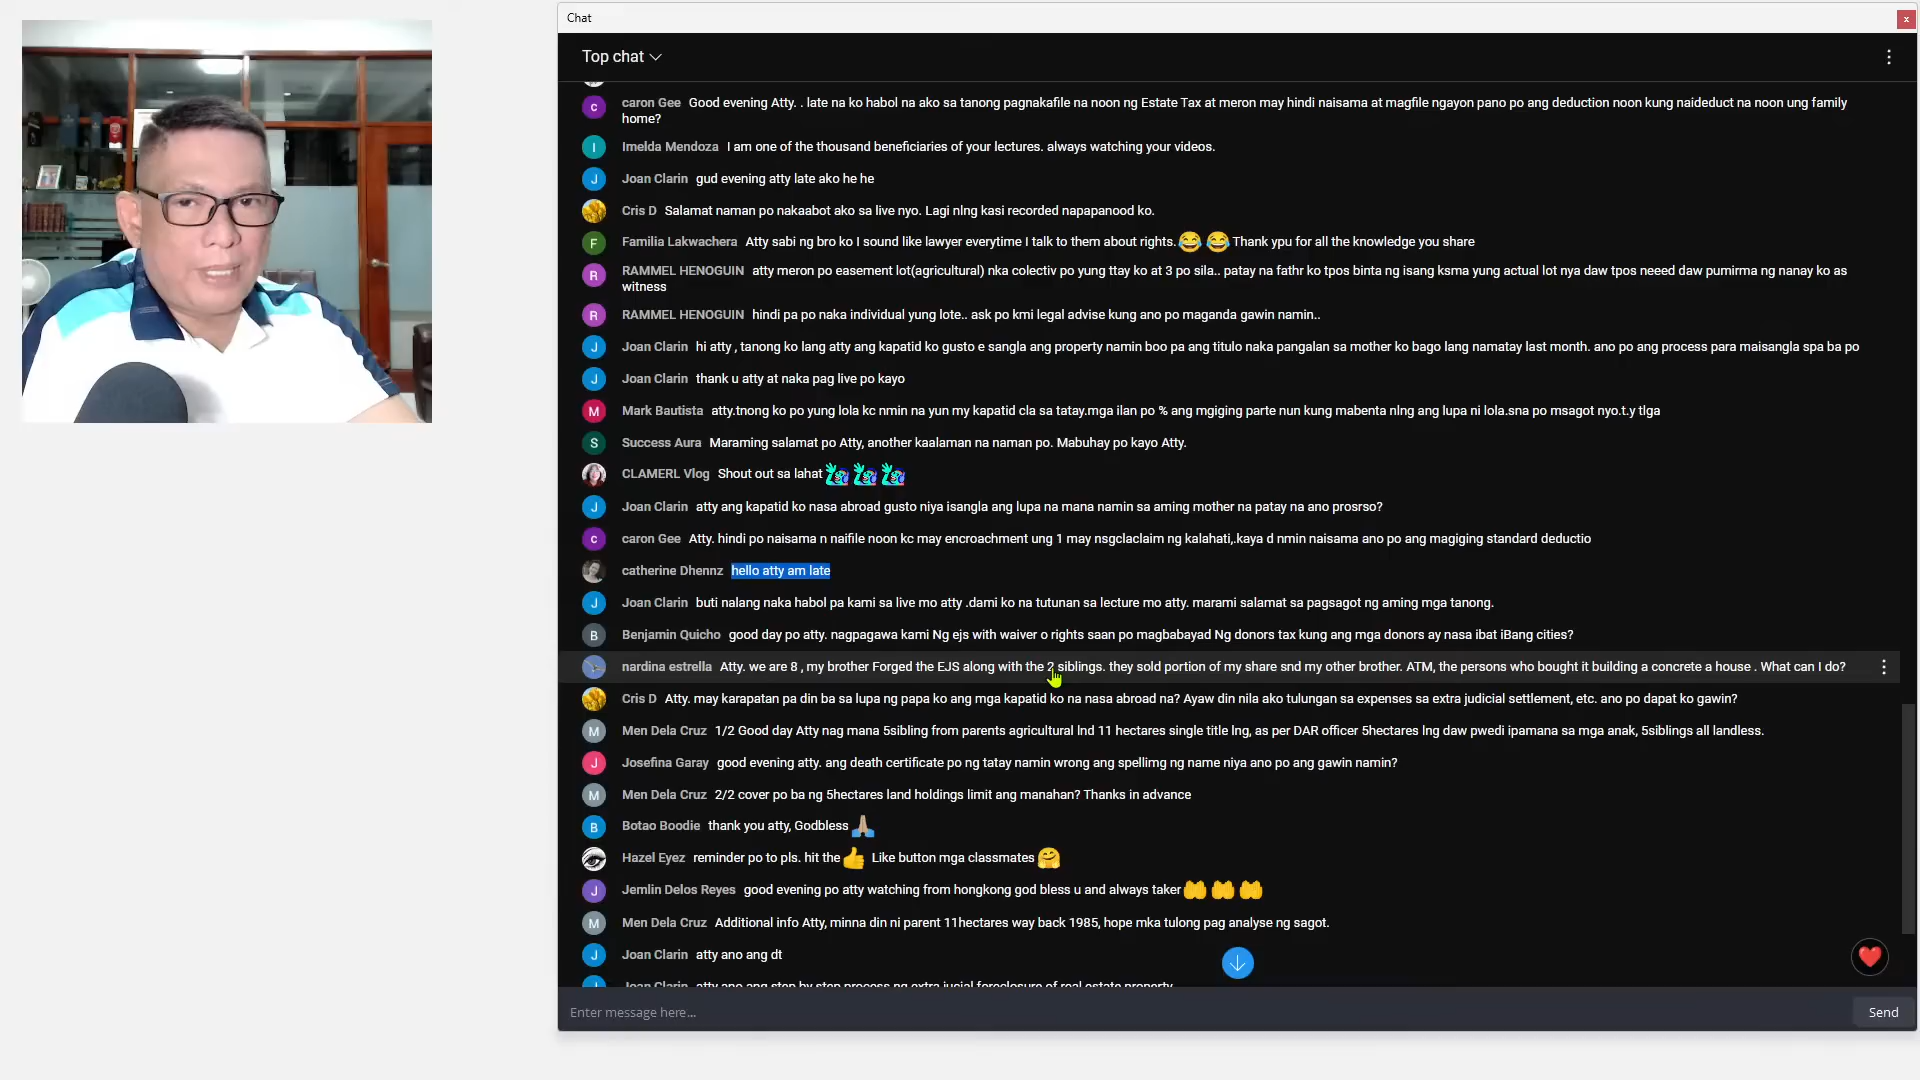 Chat
x
Top chat
caron Gee Good evening Atty. . late na ko habol na ako sa tanong pagnakafile na noon ng Estate Tax at meron may hindi naisama at magfile ngayon pano po ang deduction noon kung naideduct na noon ung family
home?
Imelda Mendoza I am one of the thousand beneficiaries of your lectures. always watching your videos.
Joan Clarin gud evening atty late ako he he
Cris D Salamat naman po nakaabot ako sa live nyo. Lagi nlng kasi recorded napapanood ko.
Familia Lakwachera Atty sabi ng bro ko I sound like lawyer everytime I talk to them about rights. 😂 😂 Thank ypu for all the knowledge you share
RAMMEL HENOGUIN atty meron po easement lot(agricultural) nka colectiv po yung ttay ko at 3 po sila.. patay na fathr ko tpos binta ng isang ksma yung actual lot nya daw tpos neeed daw pumirma ng nanay ko as
witness
RAMMEL HENOGUIN hindi pa po naka individual yung lote.. ask po kmi legal advise kung ano po maganda gawin namin..
Joan Clarin hi atty , tanong ko lang atty ang kapatid ko gusto e sangla ang property namin boo pa ang titulo naka pangalan sa mother ko bago lang namatay last month. ano po ang process para maisangla spa ba po
Joan Clarin thank u atty at naka pag live po kayo
Mark Bautista atty.tnong ko po yung lola kc nmin na yun my kapatid cla sa tatay.mga ilan po % ang mgiging parte nun kung mabenta nlng ang lupa ni lola.sna po msagot nyo.t.y tlga
Success Aura Maraming salamat po Atty, another kaalaman na naman po. Mabuhay po kayo Atty.
CLAMERL Vlog Shout out sa lahat
Joan Clarin atty ang kapatid ko nasa abroad gusto niya isangla ang lupa na mana namin sa aming mother na patay na ano prosrso?
caron Gee Atty. hindi po naisama n naifile noon kc may encroachment ung 1 may nsgclaclaim ng kalahati,.kaya d nmin naisama ano po ang magiging standard deductio
catherine Dhennz hello atty am late
Joan Clarin buti nalang naka habol pa kami sa live mo atty .dami ko na tutunan sa lecture mo atty. marami salamat sa pagsagot ng aming mga tanong.
Benjamin Quicho good day po atty. nagpagawa kami Ng ejs with waiver o rights saan po magbabayad Ng donors tax kung ang mga donors ay nasa ibat iBang cities?
nardina estrella Atty. we are 8 , my brother Forged the EJS along with the 2 siblings. they sold portion of my share snd my other brother. ATM, the persons who bought it building a concrete a house . What can I do?
Cris D Atty. may karapatan pa din ba sa lupa ng papa ko ang mga kapatid ko na nasa abroad na? Ayaw din nila ako tulungan sa expenses sa extra judicial settlement, etc. ano po dapat ko gawin?
Men Dela Cruz 1/2 Good day Atty nag mana 5sibling from parents agricultural lnd 11 hectares single title lng, as per DAR officer 5hectares lng daw pwedi ipamana sa mga anak, 5siblings all landless.
Josefina Garay good evening atty. ang death certificate po ng tatay namin wrong ang spellimg ng name niya ano po ang gawin namin?
Men Dela Cruz 2/2 cover po ba ng 5hectares land holdings limit ang manahan? Thanks in advance
Botao Boodie thank you atty, Godbless 🙏
Hazel Eyez reminder po to pls. hit the 👍 Like button mga classmates 🤗
Jemlin Delos Reyes good evening po atty watching from hongkong god bless u and always taker 🤲 🤲 🤲
Men Dela Cruz Additional info Atty, minna din ni parent 11hectares way back 1985, hope mka tulong pag analyse ng sagot.
Joan Clarin atty ano ang dt
Joan Clarin atty ano ang step by step process ng extra jucial foreclosure of real estate property
Enter message here...
Send